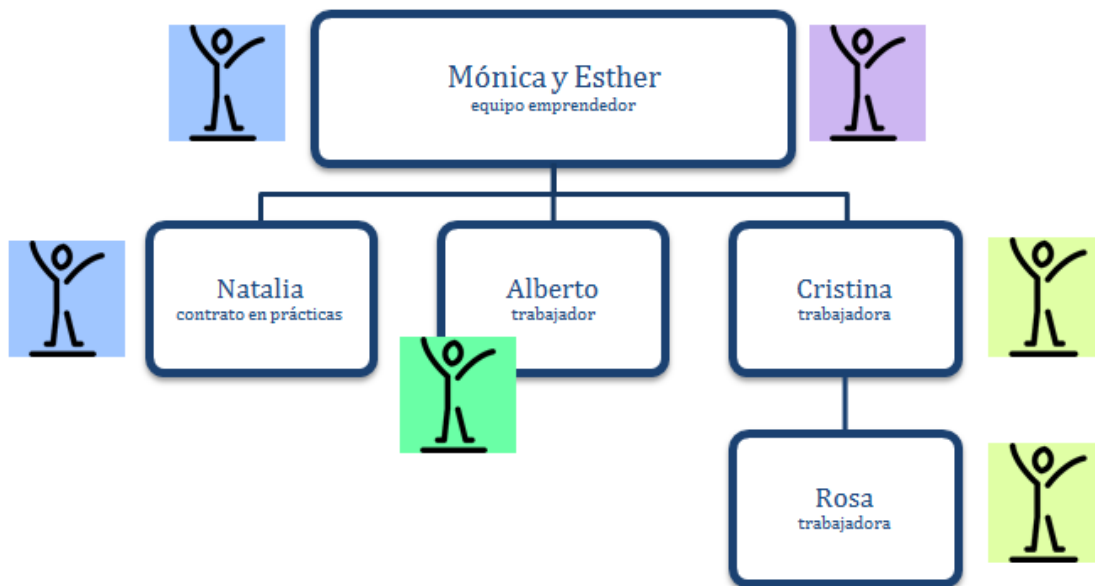 Mónica y Esther
equipo emprendedor
Natalia
contrato en prácticas
Alberto
trabajador
Cristina
trabajadora
Rosa
trabajadora